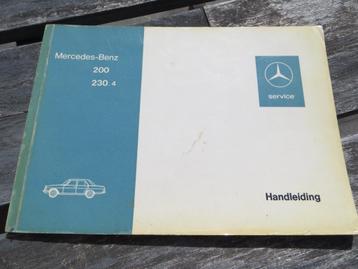 Mercedes-Benz
200
230.4
service
Handleiding